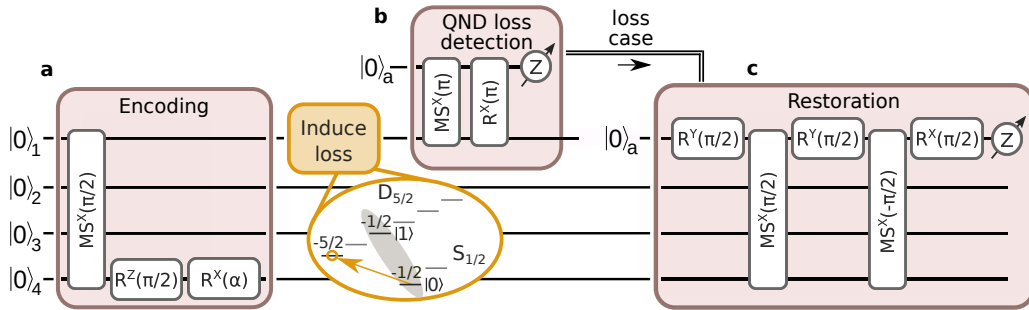 a
Encoding
|0⟩₁
|0⟩₂
|0⟩₃
|0⟩₄
MSˣ(π/2)
Rᶻ(π/2)
Rˣ(α)
Induce
loss
D₅/₂
-1/2
|1⟩
-5/2
S₁/₂
-1/2
|0⟩
b
QND loss
detection
|0⟩ₐ
MSˣ(π)
Rˣ(π)
Z
loss
case
c
Restoration
|0⟩ₐ
Rʸ(π/2)
MSˣ(π/2)
Rʸ(π/2)
MSˣ(-π/2)
Rˣ(π/2)
Z